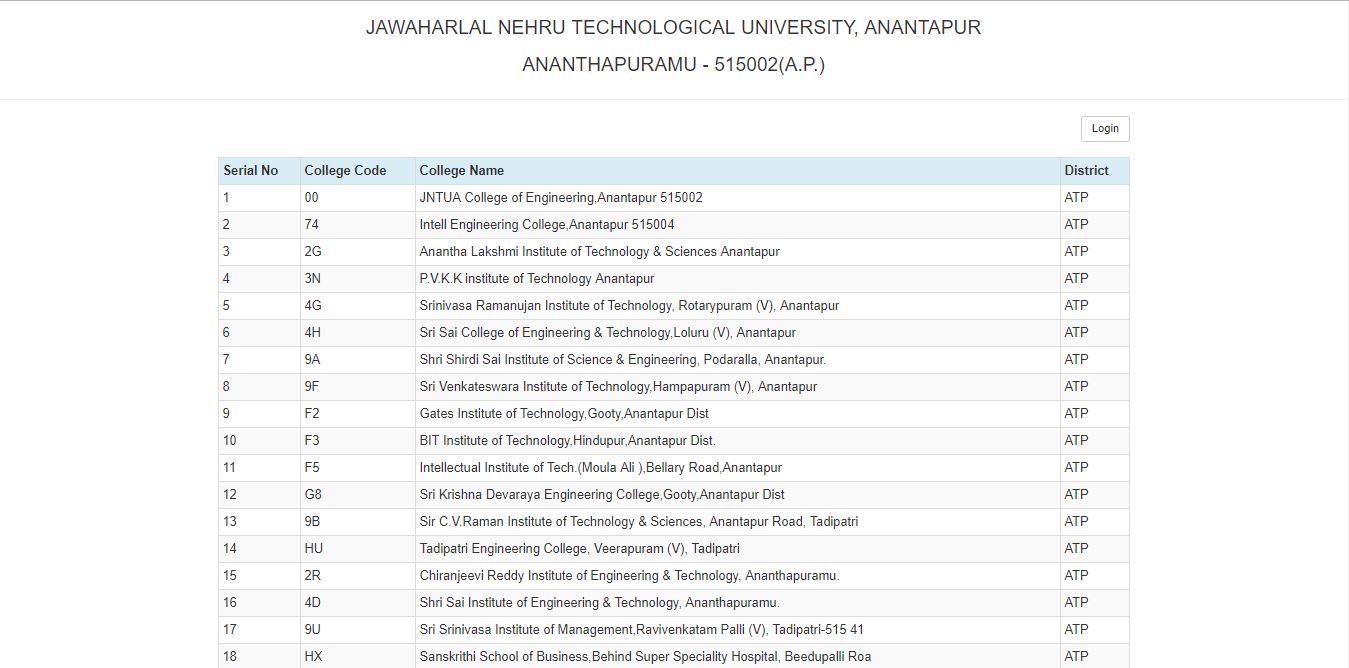 JAWAHARLAL NEHRU TECHNOLOGICAL UNIVERSITY, ANANTAPUR
ANANTHAPURAMU - 515002(A.P.)
Login
Serial No College Code College Name District
1 00 JNTUA College of Engineering,Anantapur 515002 ATP
2 74 Intell Engineering College,Anantapur 515004 ATP
3 2G Anantha Lakshmi Institute of Technology & Sciences Anantapur ATP
4 3N P.V.K.K institute of Technology Anantapur ATP
5 4G Srinivasa Ramanujan Institute of Technology, Rotarypuram (V), Anantapur ATP
6 4H Sri Sai College of Engineering & Technology,Loluru (V), Anantapur ATP
7 9A Shri Shirdi Sai Institute of Science & Engineering, Podaralla, Anantapur. ATP
8 9F Sri Venkateswara Institute of Technology,Hampapuram (V), Anantapur ATP
9 F2 Gates Institute of Technology,Gooty,Anantapur Dist ATP
10 F3 BIT Institute of Technology,Hindupur,Anantapur Dist. ATP
11 F5 Intellectual Institute of Tech.(Moula Ali ),Bellary Road,Anantapur ATP
12 G8 Sri Krishna Devaraya Engineering College,Gooty,Anantapur Dist ATP
13 9B Sir C.V.Raman Institute of Technology & Sciences, Anantapur Road, Tadipatri ATP
14 HU Tadipatri Engineering College, Veerapuram (V), Tadipatri ATP
15 2R Chiranjeevi Reddy Institute of Engineering & Technology, Ananthapuramu. ATP
16 4D Shri Sai Institute of Engineering & Technology, Ananthapuramu. ATP
17 9U Sri Srinivasa Institute of Management,Ravivenkatam Palli (V), Tadipatri-515 41 ATP
18 HX Sanskrithi School of Business,Behind Super Speciality Hospital, Beedupalli Roa ATP